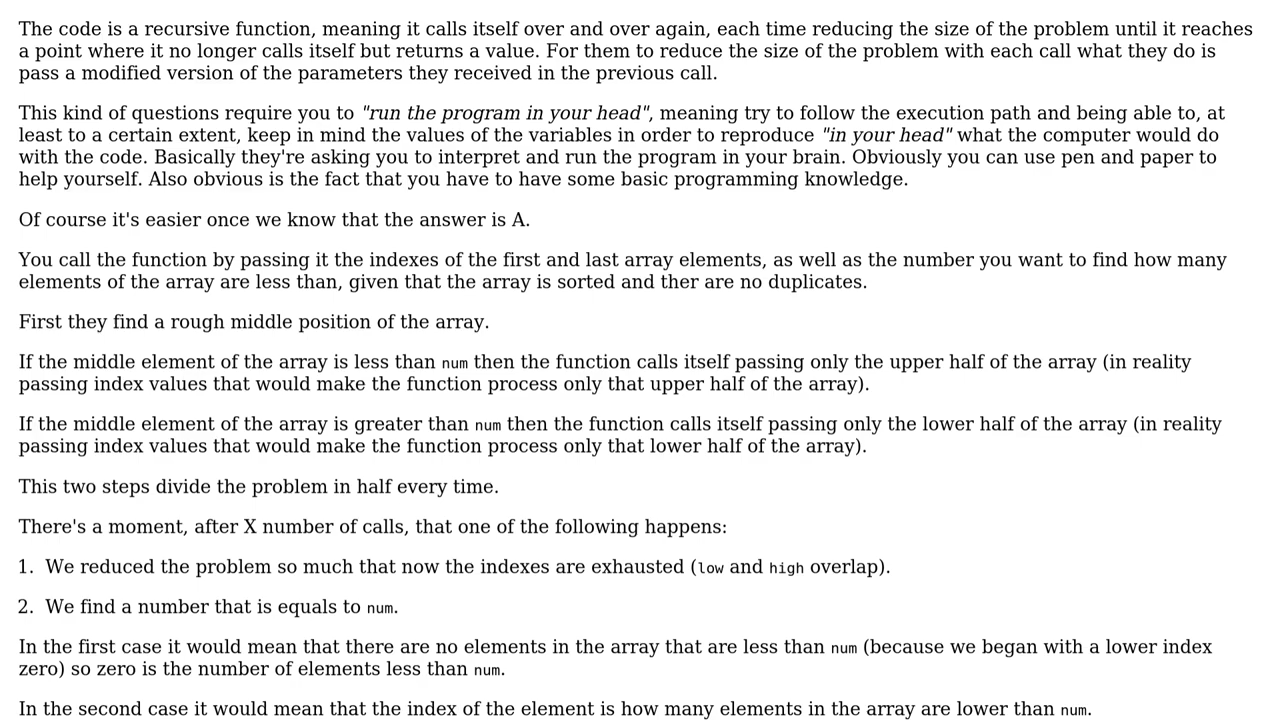 The code is a recursive function, meaning it calls itself over and over again, each time reducing the size of the problem until it reaches
a point where it no longer calls itself but returns a value. For them to reduce the size of the problem with each call what they do is
pass a modified version of the parameters they received in the previous call.
This kind of questions require you to "run the program in your head", meaning try to follow the execution path and being able to, at
least to a certain extent, keep in mind the values of the variables in order to reproduce "in your head" what the computer would do
with the code. Basically they're asking you to interpret and run the program in your brain. Obviously you can use pen and paper to
help yourself. Also obvious is the fact that you have to have some basic programming knowledge.
Of course it's easier once we know that the answer is A.
You call the function by passing it the indexes of the first and last array elements, as well as the number you want to find how many
elements of the array are less than, given that the array is sorted and ther are no duplicates.
First they find a rough middle position of the array.
If the middle element of the array is less than num then the function calls itself passing only the upper half of the array (in reality
passing index values that would make the function process only that upper half of the array).
If the middle element of the array is greater than num then the function calls itself passing only the lower half of the array (in reality
passing index values that would make the function process only that lower half of the array).
This two steps divide the problem in half every time.
There's a moment, after X number of calls, that one of the following happens:
1. We reduced the problem so much that now the indexes are exhausted (low and high overlap).
2. We find a number that is equals to num.
In the first case it would mean that there are no elements in the array that are less than num (because we began with a lower index
zero) so zero is the number of elements less than num.
In the second case it would mean that the index of the element is how many elements in the array are lower than num.